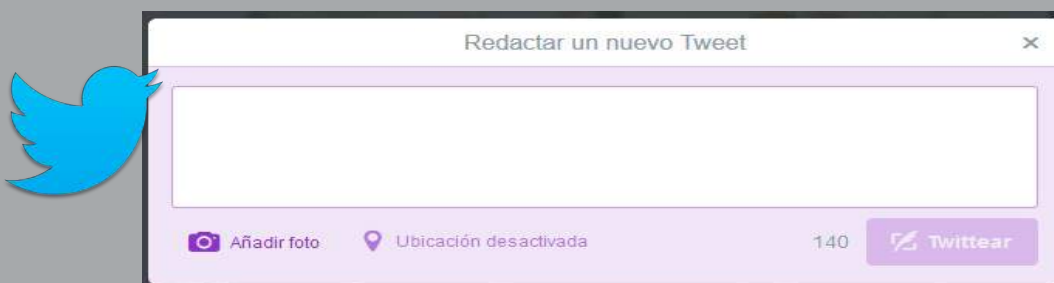 Redactar un nuevo Tweet ×
Añadir foto Ubicación desactivada 140 Twittear